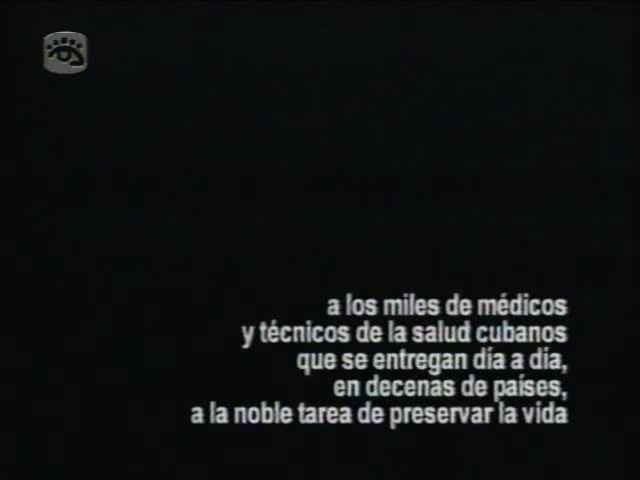 a los miles de médicos
y técnicos de la salud cubanos
que se entregan día a día,
en decenas de países,
a la noble tarea de preservar la vida